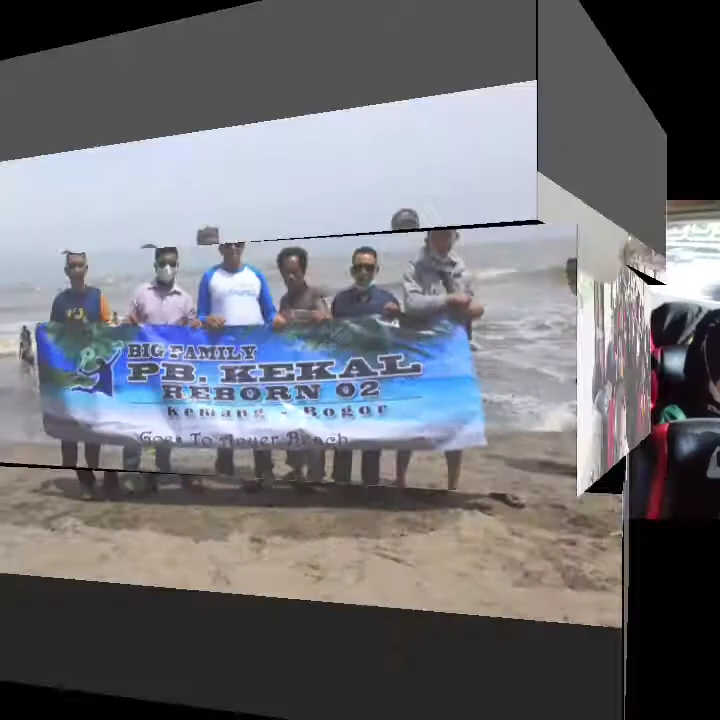 BIG FAMILY
PB. KEKAL
REBORN 02
Kemang - Bogor
Goes To Anyer Beach